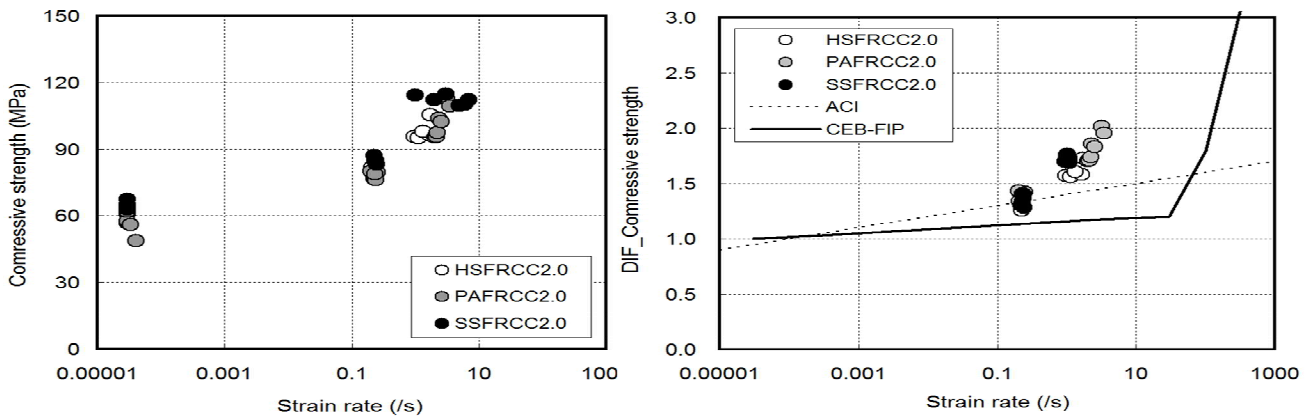 150
120
90
60
30
0
Comressive strength (MPa)
HSFRCC2.0
PAFRCC2.0
SSFRCC2.0
0.00001 0.001 0.1 10 100
Strain rate (/s)
3.0
2.5
2.0
1.5
1.0
0.5
0.0
DIF_Comressive strength
HSFRCC2.0
PAFRCC2.0
SSFRCC2.0
ACI
CEB-FIP
0.00001 0.001 0.1 10 1000
Strain rate (/s)